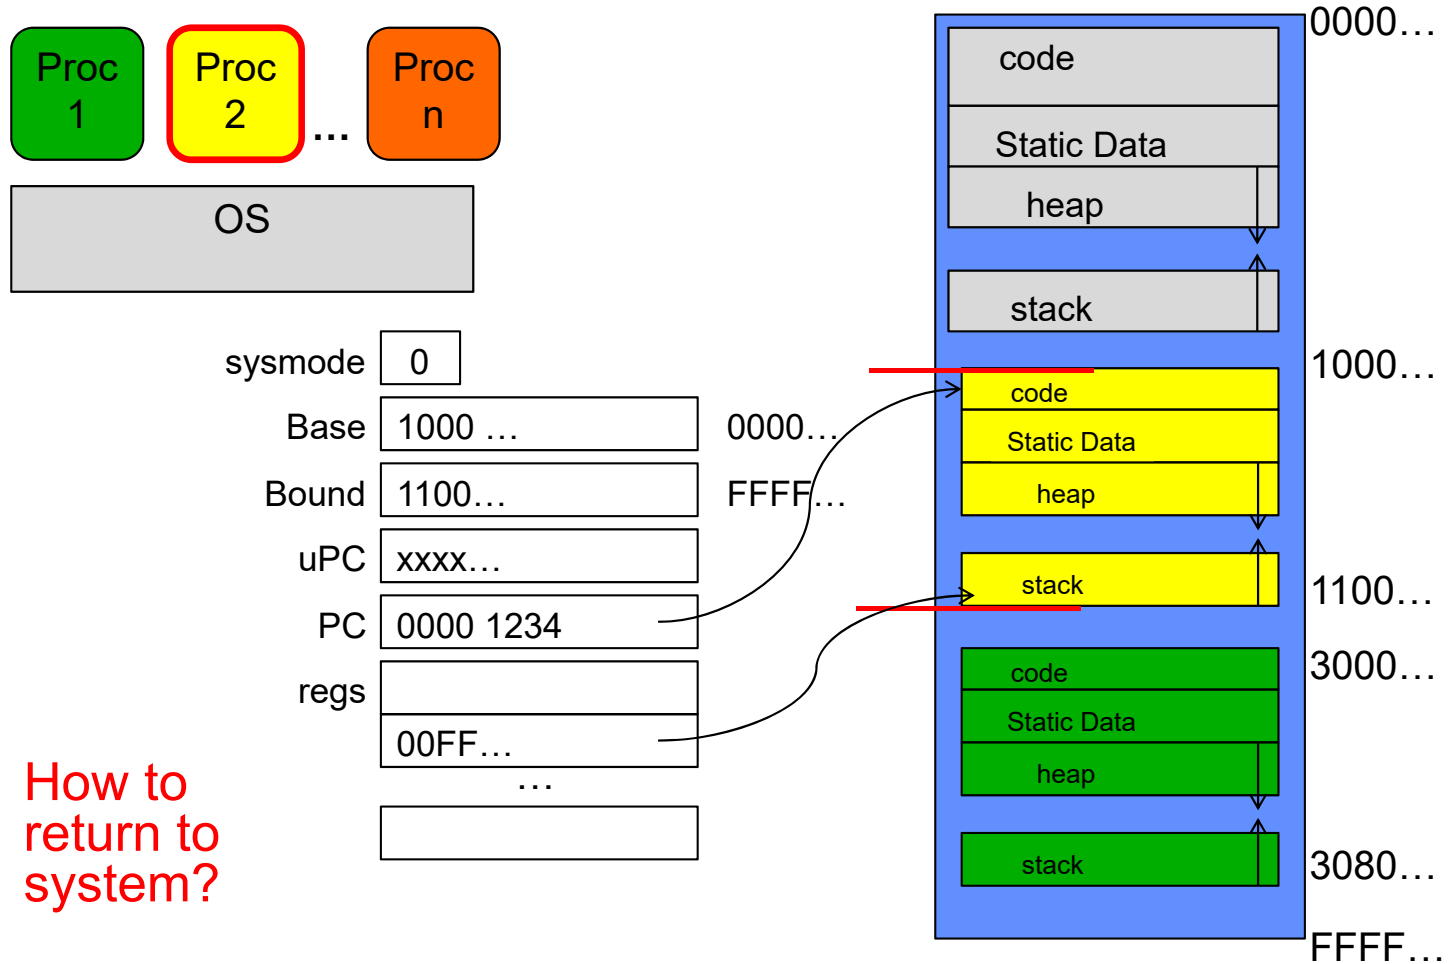 Proc
1
Proc
2
...
Proc
n
OS
sysmode 0
Base 1000 … 0000…
Bound 1100… FFFF…
uPC xxxx…
PC 0000 1234
regs
00FF…
…
How to
return to
system?
0000…
code
Static Data
heap
stack
1000…
code
Static Data
heap
stack
1100…
3000…
code
Static Data
heap
stack
3080…
FFFF…